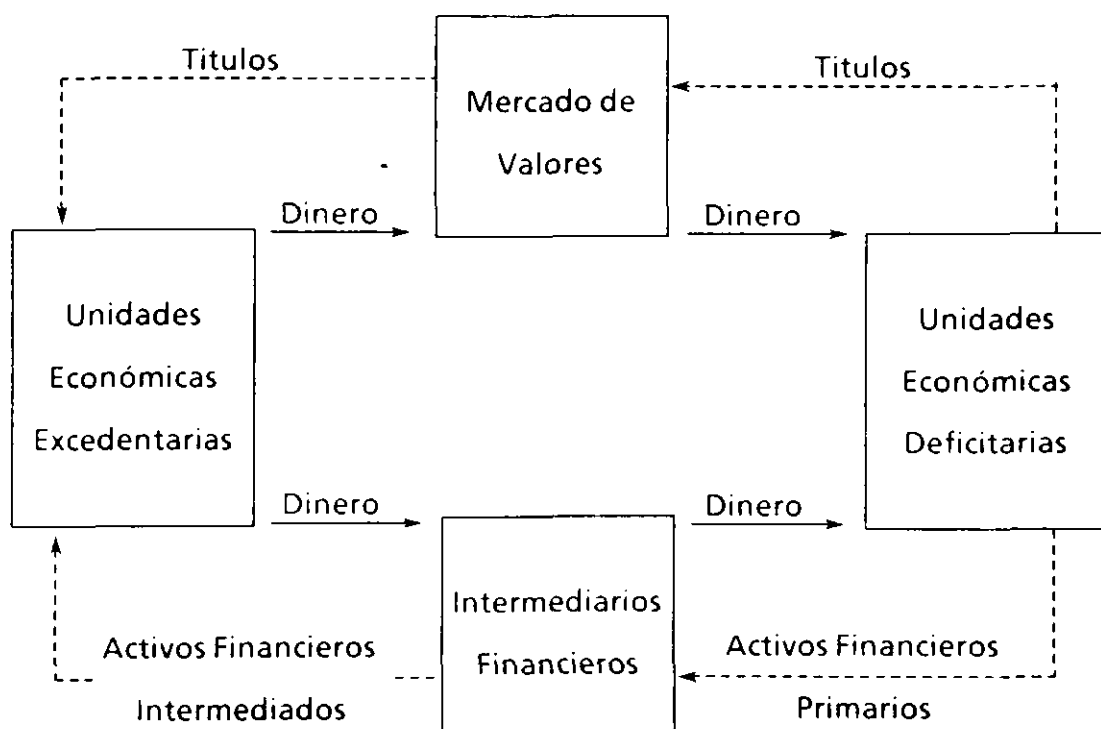 Titulos
Titulos
Mercado de
Valores
Dinero
Dinero
Unidades
Económicas
Excedentarias
Unidades
Económicas
Deficitarias
Dinero
Dinero
Intermediarios
Financieros
Activos Financieros
Intermediados
Activos Financieros
Primarios